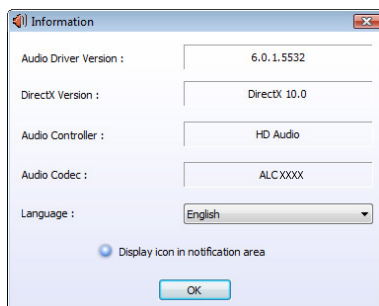 Information
Audio Driver Version :
6.0.1.5532
DirectX Version :
DirectX 10.0
Audio Controller :
HD Audio
Audio Codec :
ALCXXXX
Language :
English
Display icon in notification area
OK